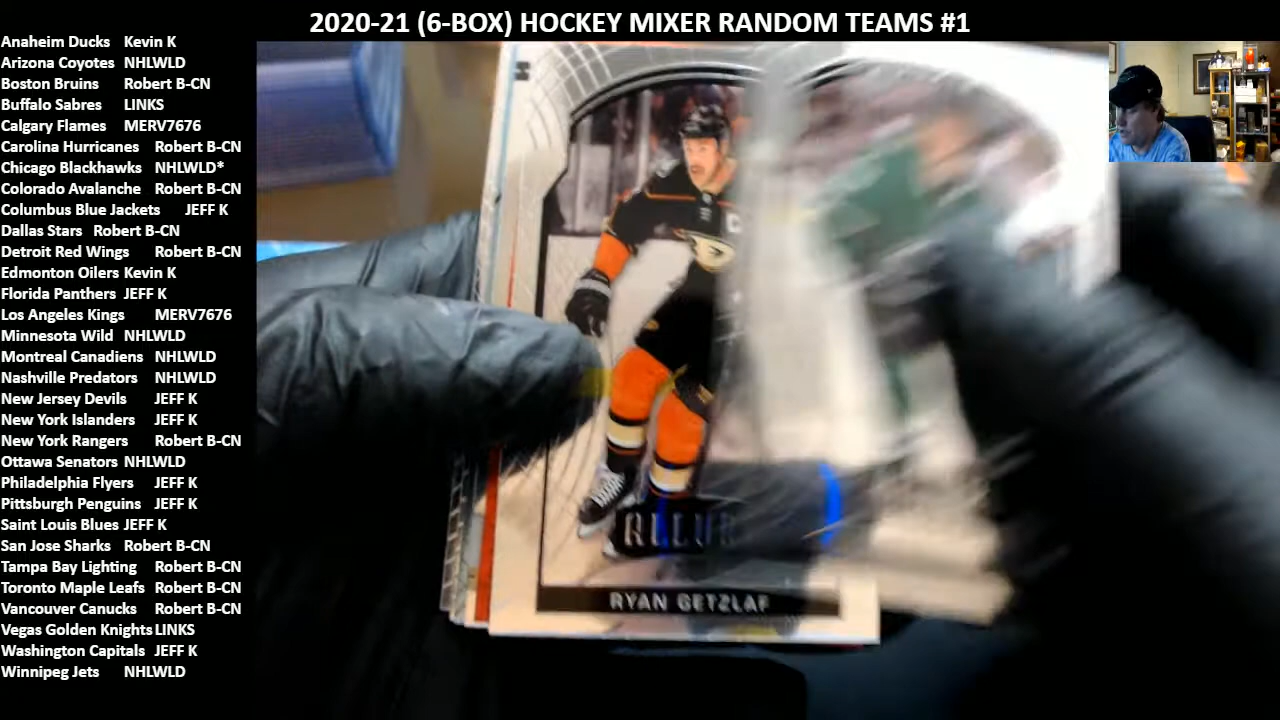 2020-21 (6-BOX) HOCKEY MIXER RANDOM TEAMS #1
Anaheim Ducks Kevin K
Arizona Coyotes NHLWLD
Boston Bruins Robert B-CN
Buffalo Sabres LINKS
Calgary Flames MERV7676
Carolina Hurricanes Robert B-CN
Chicago Blackhawks NHLWLD*
Colorado Avalanche Robert B-CN
Columbus Blue Jackets JEFF K
Dallas Stars Robert B-CN
Detroit Red Wings Robert B-CN
Edmonton Oilers Kevin K
Florida Panthers JEFF K
Los Angeles Kings MERV7676
Minnesota Wild NHLWLD
Montreal Canadiens NHLWLD
Nashville Predators NHLWLD
New Jersey Devils JEFF K
New York Islanders JEFF K
New York Rangers Robert B-CN
Ottawa Senators NHLWLD
Philadelphia Flyers JEFF K
Pittsburgh Penguins JEFF K
Saint Louis Blues JEFF K
San Jose Sharks Robert B-CN
Tampa Bay Lighting Robert B-CN
Toronto Maple Leafs Robert B-CN
Vancouver Canucks Robert B-CN
Vegas Golden Knights LINKS
Washington Capitals JEFF K
Winnipeg Jets NHLWLD
ALLUR
RYAN GETZLAF